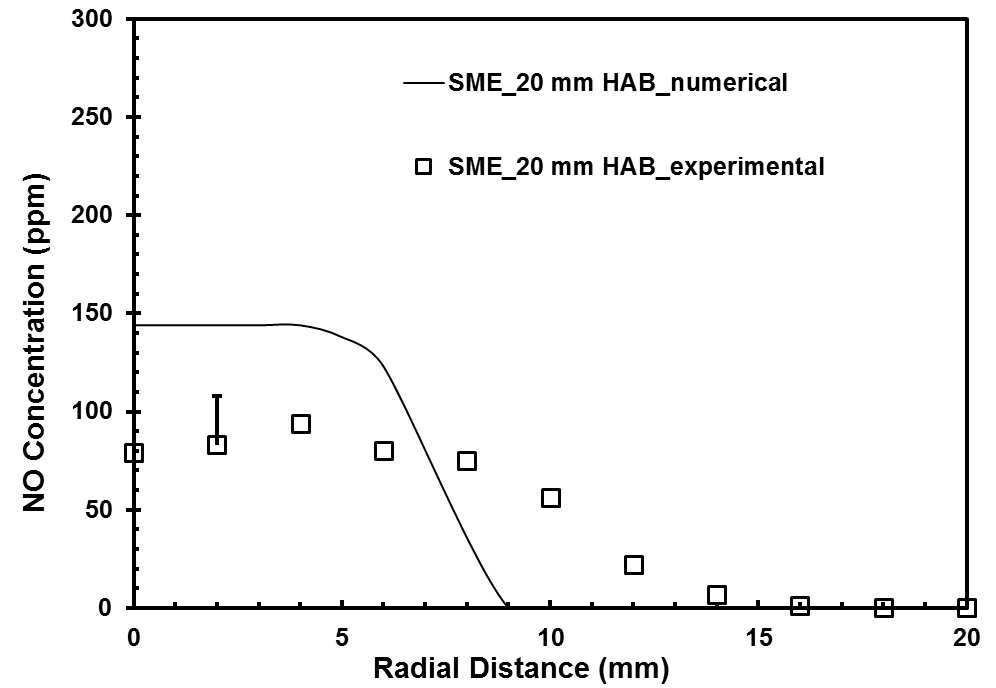 300
250
200
150
100
50
0
NO Concentration (ppm)
SME_20 mm HAB_numerical
SME_20 mm HAB_experimental
0 5 10 15 20
Radial Distance (mm)